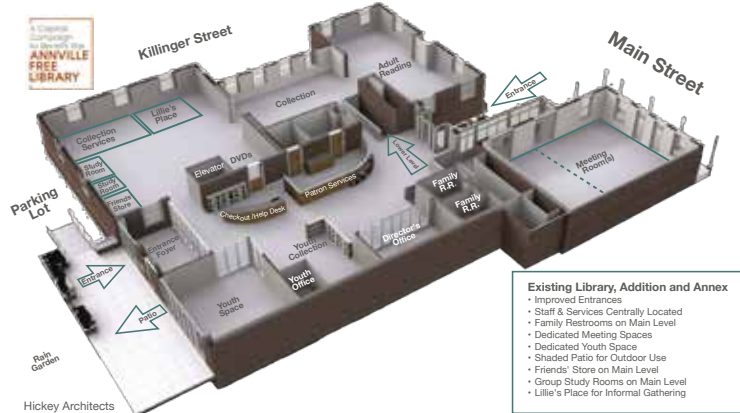 A Capital
Campaign
ANNVILLE
FREE
LIBRARY
Killinger Street
Main Street
Adult
Reading
Collection
Entrance
Lillie's
Place
Collection
Services
Meeting
Room(s)
Lower Level
DVDs
Elevator
Study
Room
Study
Room
Friends
Store
Patron Services
Family
R.R.
Family
R.R.
Parking
Lot
Checkout /Help Desk
Director's
Office
Entrance
Foyer
Youth
Collection
Youth
Office
Youth
Space
Entrance
Patio
Rain
Garden
Hickey Architects
Existing Library, Addition and Annex
• Improved Entrances
• Staff & Services Centrally Located
• Family Restrooms on Main Level
• Dedicated Meeting Spaces
• Dedicated Youth Space
• Shaded Patio for Outdoor Use
• Friends' Store on Main Level
• Group Study Rooms on Main Level
• Lillie's Place for Informal Gathering